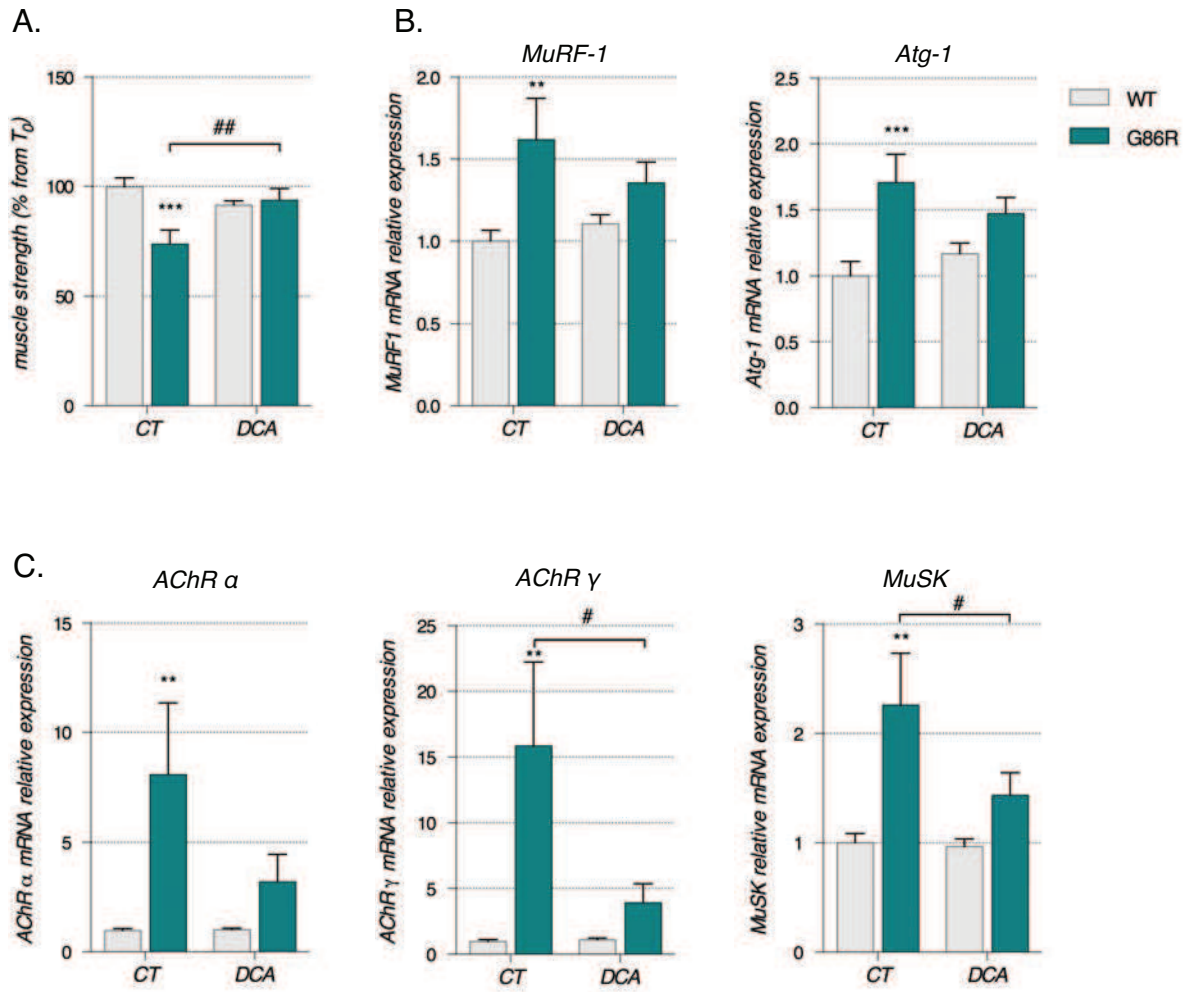 A.
muscle strength (% from T0)
150
100
50
0
***
##
CT
DCA
B.
MuRF-1
MuRF1 mRNA relative expression
2.0
1.5
1.0
0.5
0.0
**
CT
DCA
Atg-1
Atg-1 mRNA relative expression
2.5
2.0
1.5
1.0
0.5
0.0
***
CT
DCA
WT
G86R
C.
AChR α
AChR α mRNA relative expression
15
10
5
0
**
CT
DCA
AChR γ
AChR γ mRNA relative expression
25
20
15
10
5
0
#
**
CT
DCA
MuSK
MuSK relative mRNA expression
3
2
1
0
#
**
CT
DCA